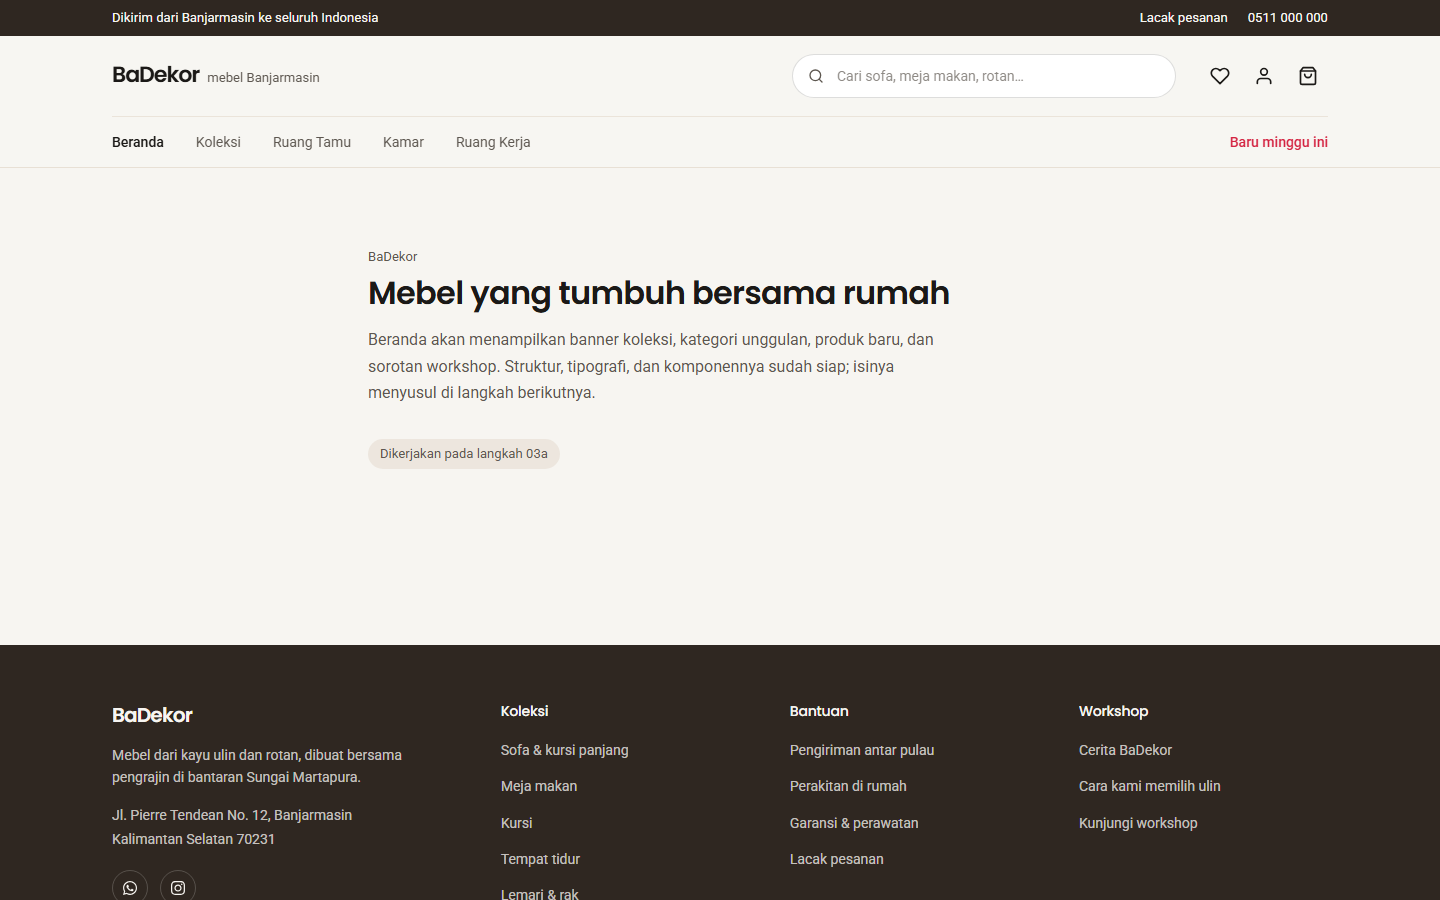 Dikirim dari Banjarmasin ke seluruh Indonesia
Lacak pesanan
0511 000 000
BaDekor mebel Banjarmasin
Cari sofa, meja makan, rotan...
Beranda
Koleksi
Ruang Tamu
Kamar
Ruang Kerja
Baru minggu ini
BaDekor
Mebel yang tumbuh bersama rumah
Beranda akan menampilkan banner koleksi, kategori unggulan, produk baru, dan
sorotan workshop. Struktur, tipografi, dan komponennya sudah siap; isinya
menyusul di langkah berikutnya.
Dikerjakan pada langkah 03a
BaDekor
Mebel dari kayu ulin dan rotan, dibuat bersama
pengrajin di bantaran Sungai Martapura.
Jl. Pierre Tendean No. 12, Banjarmasin
Kalimantan Selatan 70231
Koleksi
Sofa & kursi panjang
Meja makan
Kursi
Tempat tidur
Lemari & rak
Bantuan
Pengiriman antar pulau
Perakitan di rumah
Garansi & perawatan
Lacak pesanan
Workshop
Cerita BaDekor
Cara kami memilih ulin
Kunjungi workshop